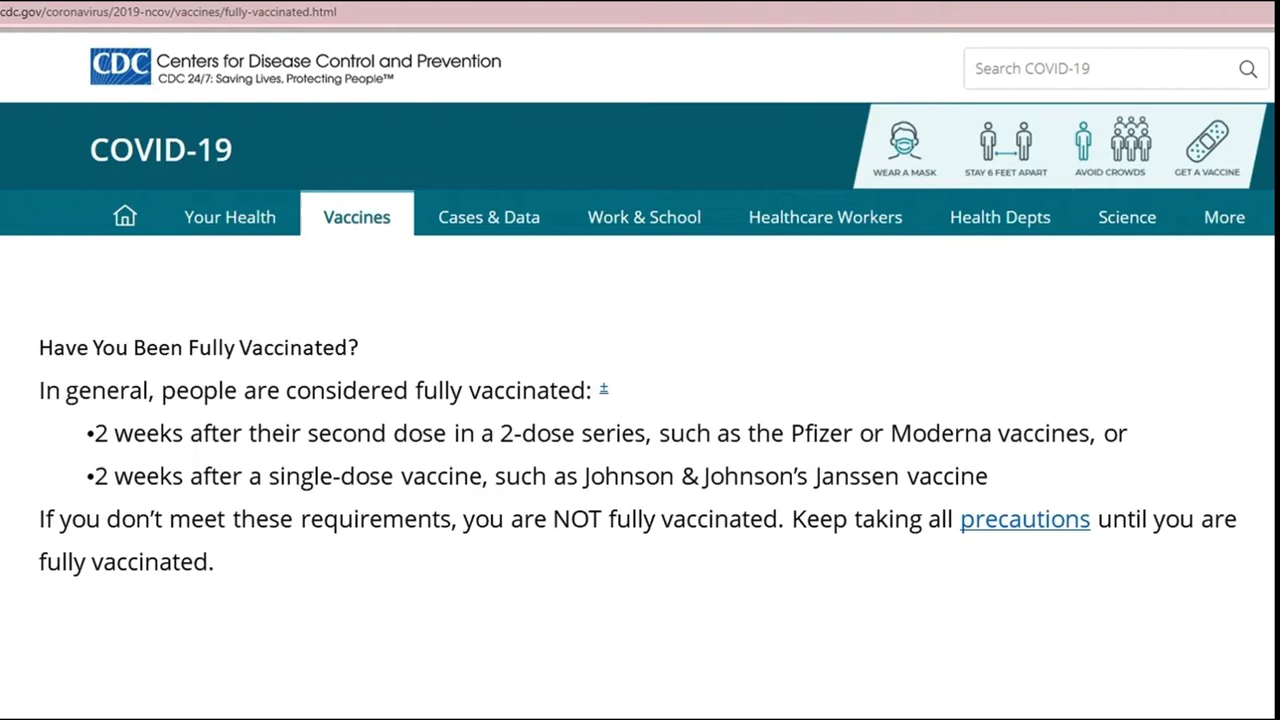 cdc.gov/coronavirus/2019-ncov/vaccines/fully-vaccinated.html
CDC Centers for Disease Control and Prevention
CDC 24/7: Saving Lives, Protecting People™
Search COVID-19
COVID-19
WEAR A MASK STAY 6 FEET APART AVOID CROWDS GET A VACCINE
Your Health Vaccines Cases & Data Work & School Healthcare Workers Health Depts Science More
Have You Been Fully Vaccinated?
In general, people are considered fully vaccinated: ±
•2 weeks after their second dose in a 2-dose series, such as the Pfizer or Moderna vaccines, or
•2 weeks after a single-dose vaccine, such as Johnson & Johnson’s Janssen vaccine
If you don’t meet these requirements, you are NOT fully vaccinated. Keep taking all precautions until you are
fully vaccinated.